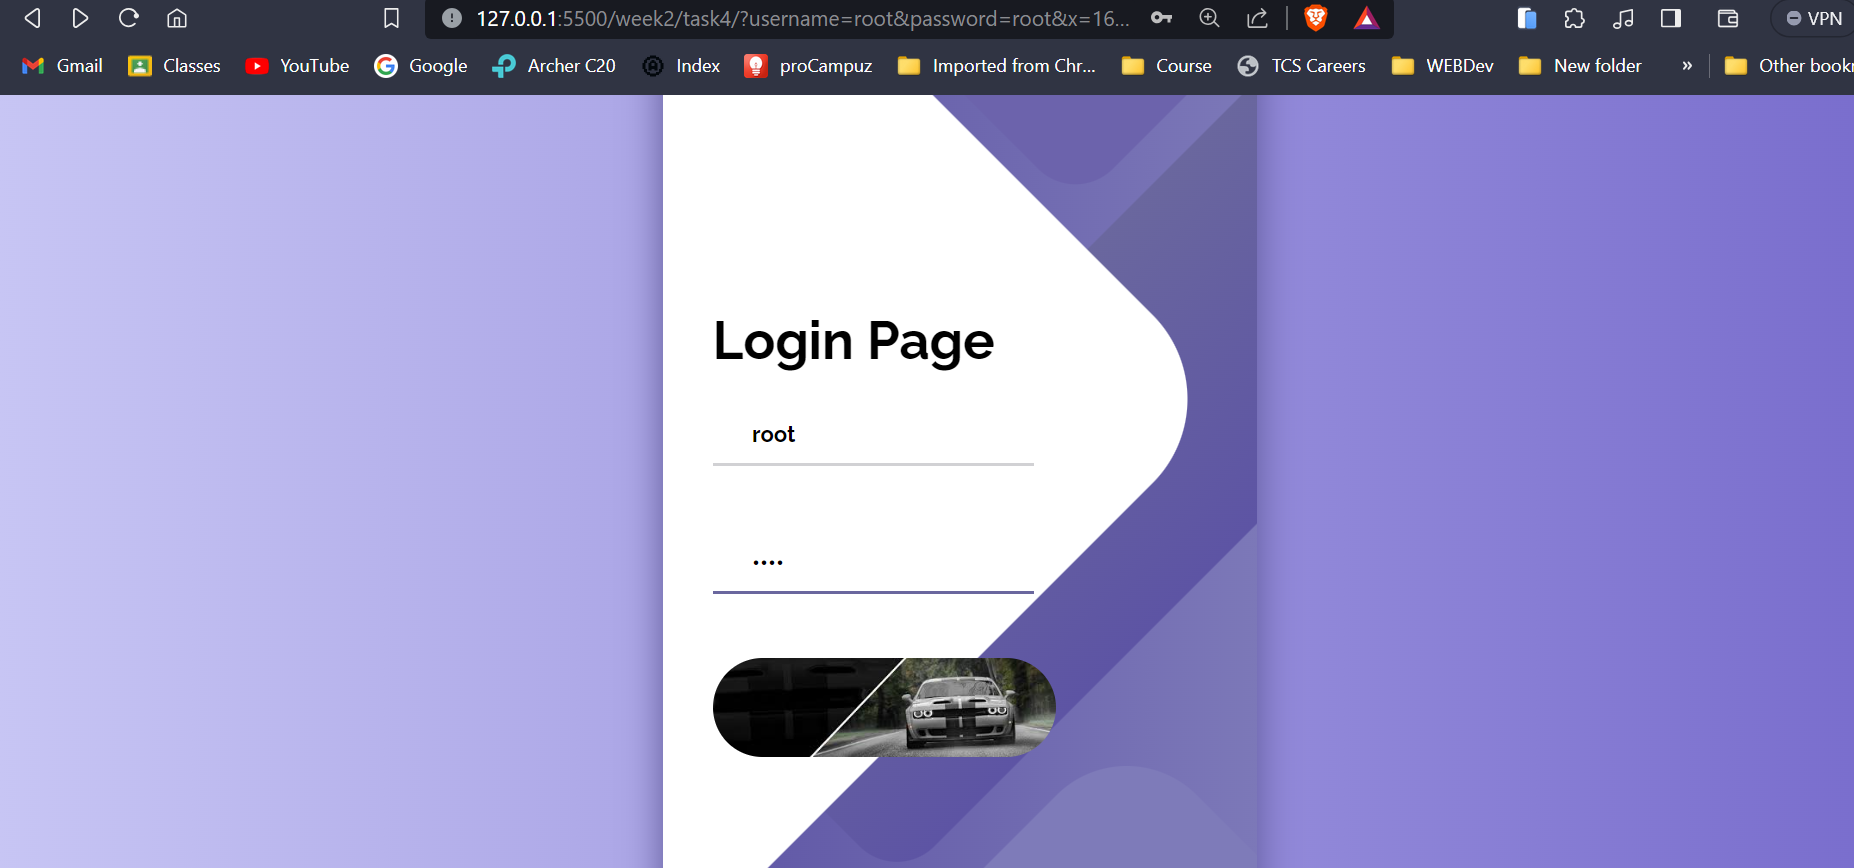 127.0.0.1:5500/week2/task4/?username=root&password=root&x=16...
VPN
Gmail Classes YouTube Google Archer C20 Index proCampuz Imported from Chr... Course TCS Careers WEBDev New folder » Other book
Login Page
root
....